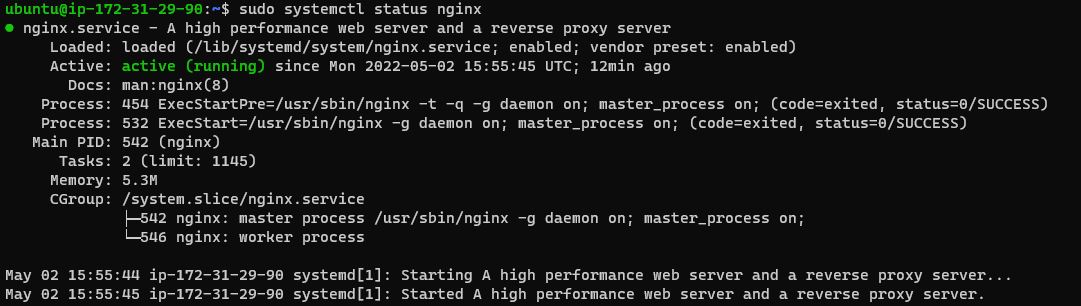 ubuntu@ip-172-31-29-90:~$ sudo systemctl status nginx
● nginx.service - A high performance web server and a reverse proxy server
     Loaded: loaded (/lib/systemd/system/nginx.service; enabled; vendor preset: enabled)
     Active: active (running) since Mon 2022-05-02 15:55:45 UTC; 12min ago
       Docs: man:nginx(8)
    Process: 454 ExecStartPre=/usr/sbin/nginx -t -q -g daemon on; master_process on; (code=exited, status=0/SUCCESS)
    Process: 532 ExecStart=/usr/sbin/nginx -g daemon on; master_process on; (code=exited, status=0/SUCCESS)
   Main PID: 542 (nginx)
      Tasks: 2 (limit: 1145)
     Memory: 5.3M
     CGroup: /system.slice/nginx.service
             ├─542 nginx: master process /usr/sbin/nginx -g daemon on; master_process on;
             └─546 nginx: worker process

May 02 15:55:44 ip-172-31-29-90 systemd[1]: Starting A high performance web server and a reverse proxy server...
May 02 15:55:45 ip-172-31-29-90 systemd[1]: Started A high performance web server and a reverse proxy server.